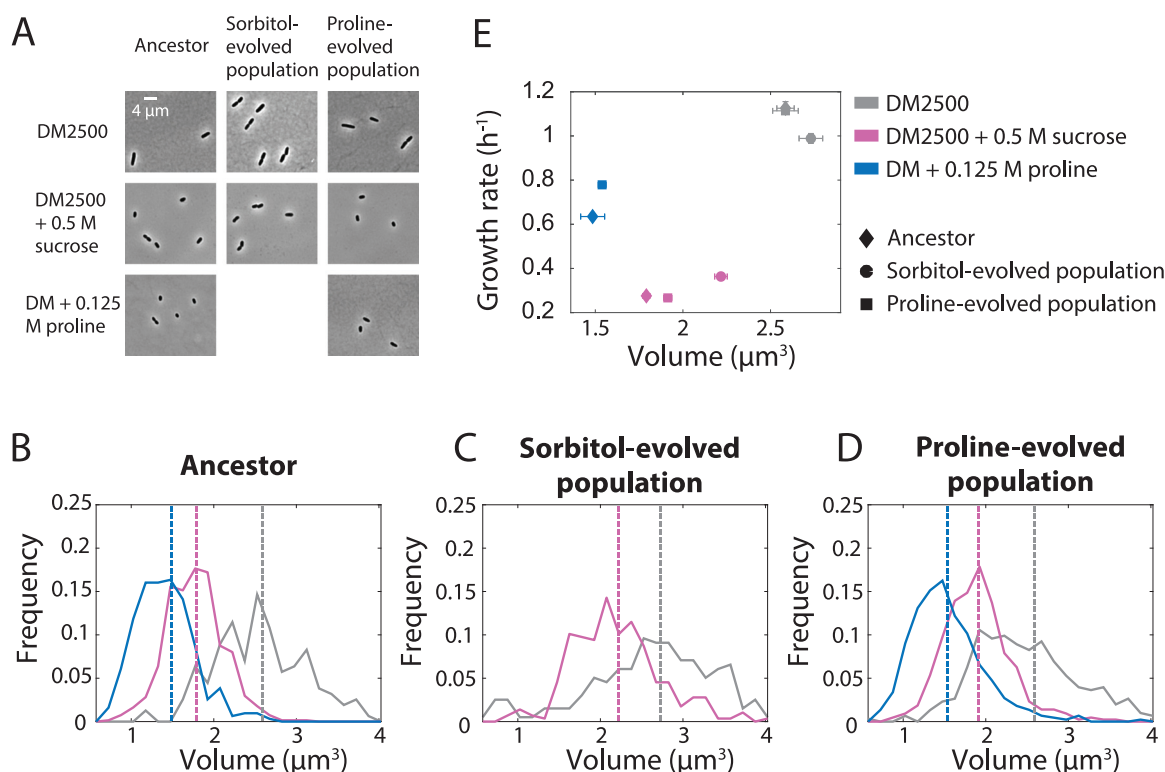 A
Ancestor
Sorbitol-
evolved
population
Proline-
evolved
population
4 µm
DM2500
DM2500
+ 0.5 M
sucrose
DM + 0.125
M proline
E
Growth rate (h⁻¹)
1.2
1
0.8
0.6
0.4
0.2
1.5
2
2.5
Volume (µm³)
DM2500
DM2500 + 0.5 M sucrose
DM + 0.125 M proline
Ancestor
Sorbitol-evolved population
Proline-evolved population
B
Ancestor
Frequency
0.25
0.2
0.15
0.1
0.05
0
1
2
3
4
Volume (µm³)
C
Sorbitol-evolved
population
Frequency
0.25
0.2
0.15
0.1
0.05
0
1
2
3
4
Volume (µm³)
D
Proline-evolved
population
Frequency
0.25
0.2
0.15
0.1
0.05
0
1
2
3
4
Volume (µm³)